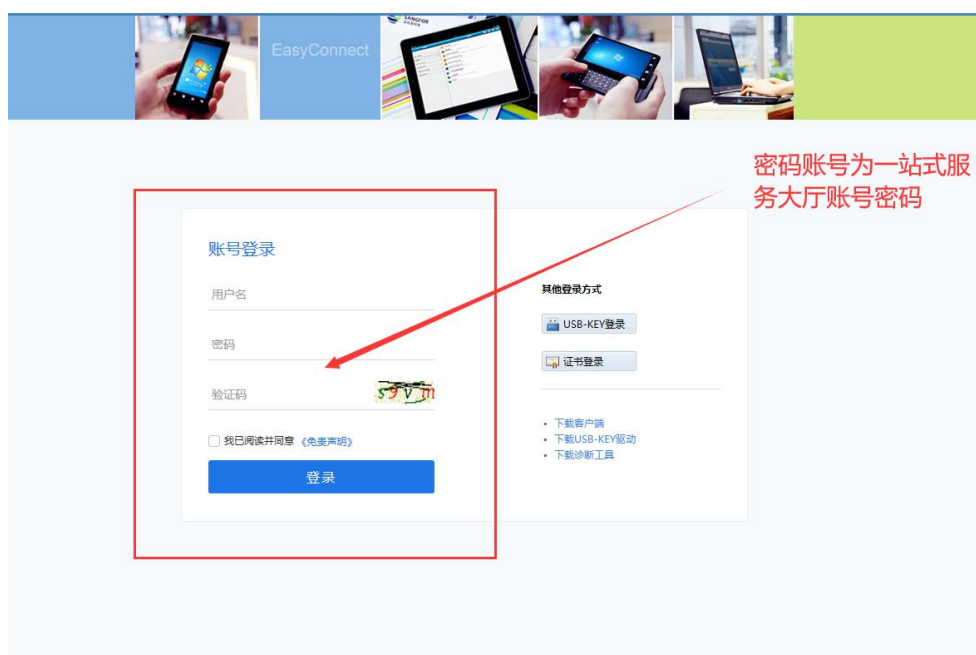 EasyConnect
SANGFOR
密码账号为一站式服
务大厅账号密码
账号登录
用户名
密码
验证码
s9vm
我已阅读并同意 《免责声明》
登录
其他登录方式
USB-KEY登录
证书登录
下载客户端
下载USB-KEY驱动
下载诊断工具